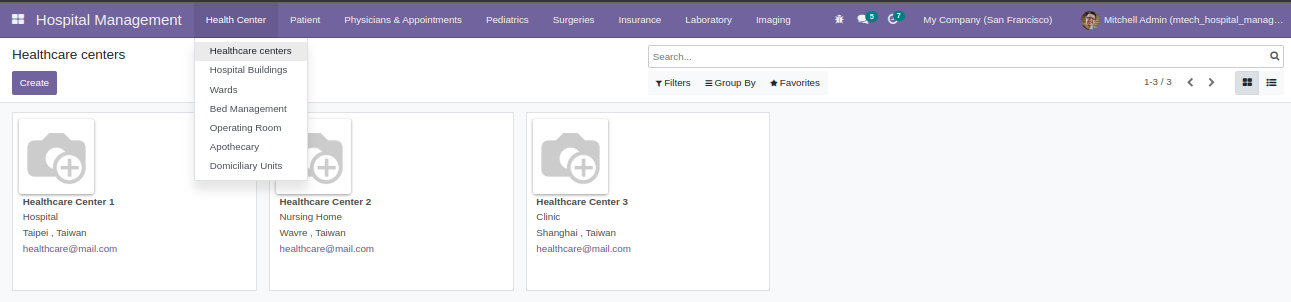 Hospital Management Health Center Patient Physicians & Appointments Pediatrics Surgeries Insurance Laboratory Imaging 5 7 My Company (San Francisco) Mitchell Admin (mtech_hospital_manag...
Healthcare centers
Search...
Create
Filters Group By Favorites 1-3 / 3
Healthcare centers
Hospital Buildings
Wards
Bed Management
Operating Room
Apothecary
Domiciliary Units
Healthcare Center 1
Hospital
Taipei , Taiwan
healthcare@mail.com
Healthcare Center 2
Nursing Home
Wavre , Taiwan
healthcare@mail.com
Healthcare Center 3
Clinic
Shanghai , Taiwan
healthcare@mail.com